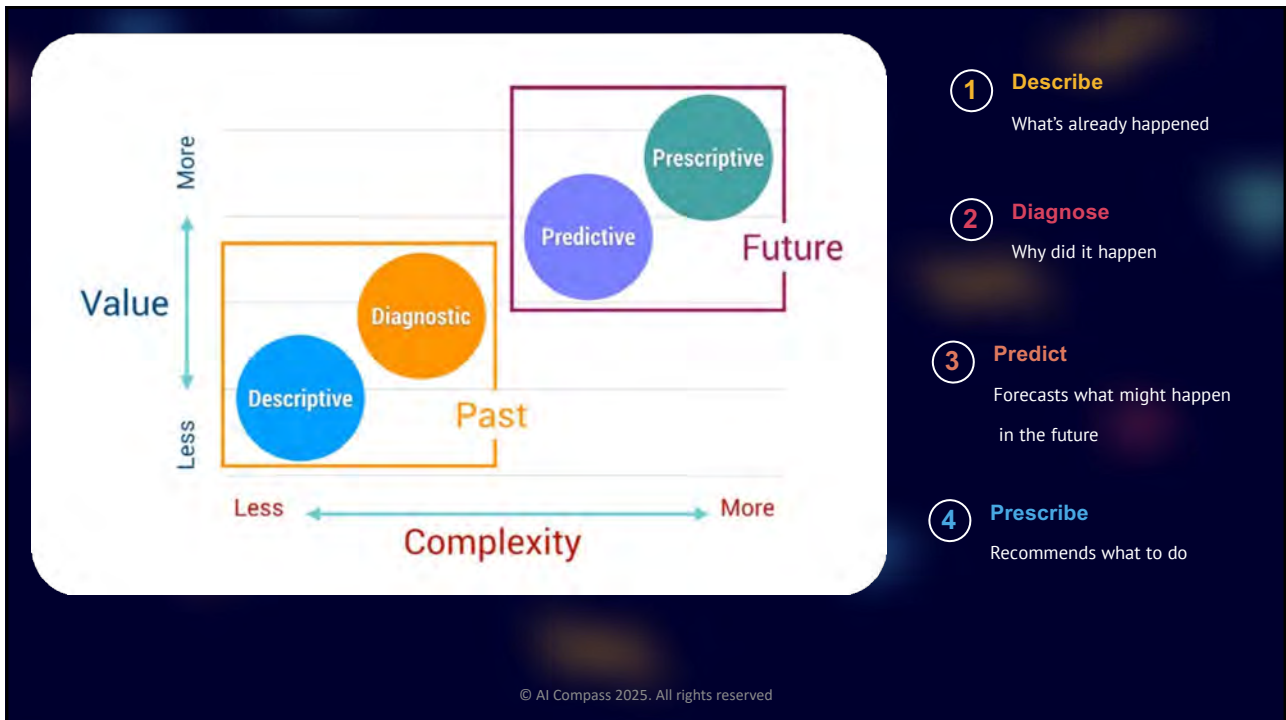 More
Value
Less
Descriptive
Diagnostic
Past
Predictive
Prescriptive
Future
Less
More
Complexity
1
Describe
What's already happened
2
Diagnose
Why did it happen
3
Predict
Forecasts what might happen
in the future
4
Prescribe
Recommends what to do
© AI Compass 2025. All rights reserved